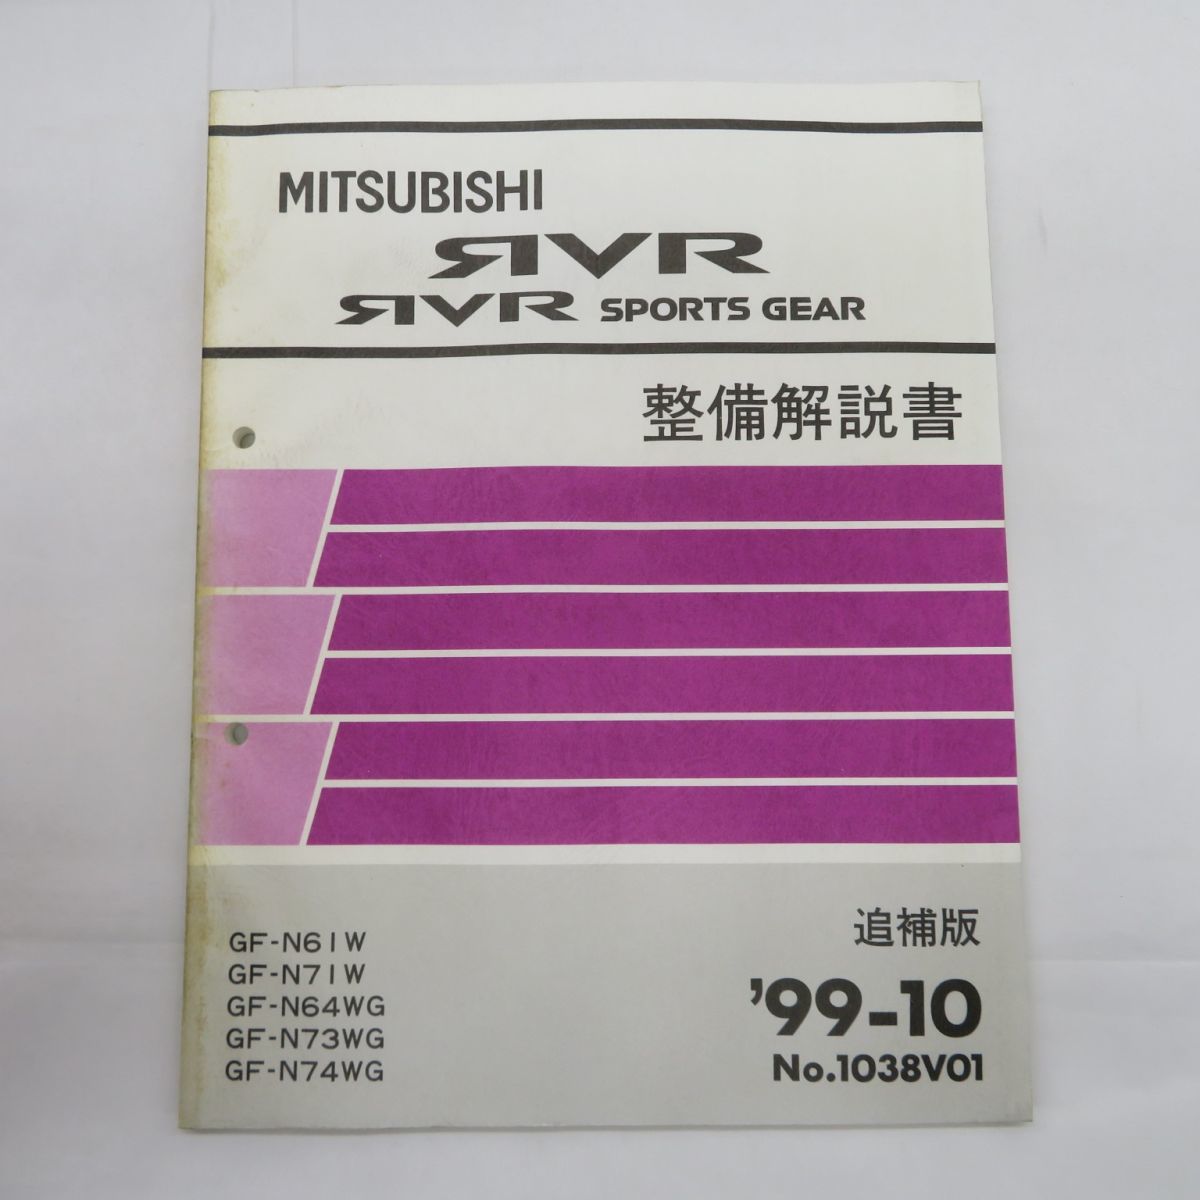 MITSUBISHI
RVR
RVR SPORTS GEAR
整備解説書
GF-N61W
GF-N71W
GF-N64WG
GF-N73WG
GF-N74WG
追補版
'99-10
No.1038V01